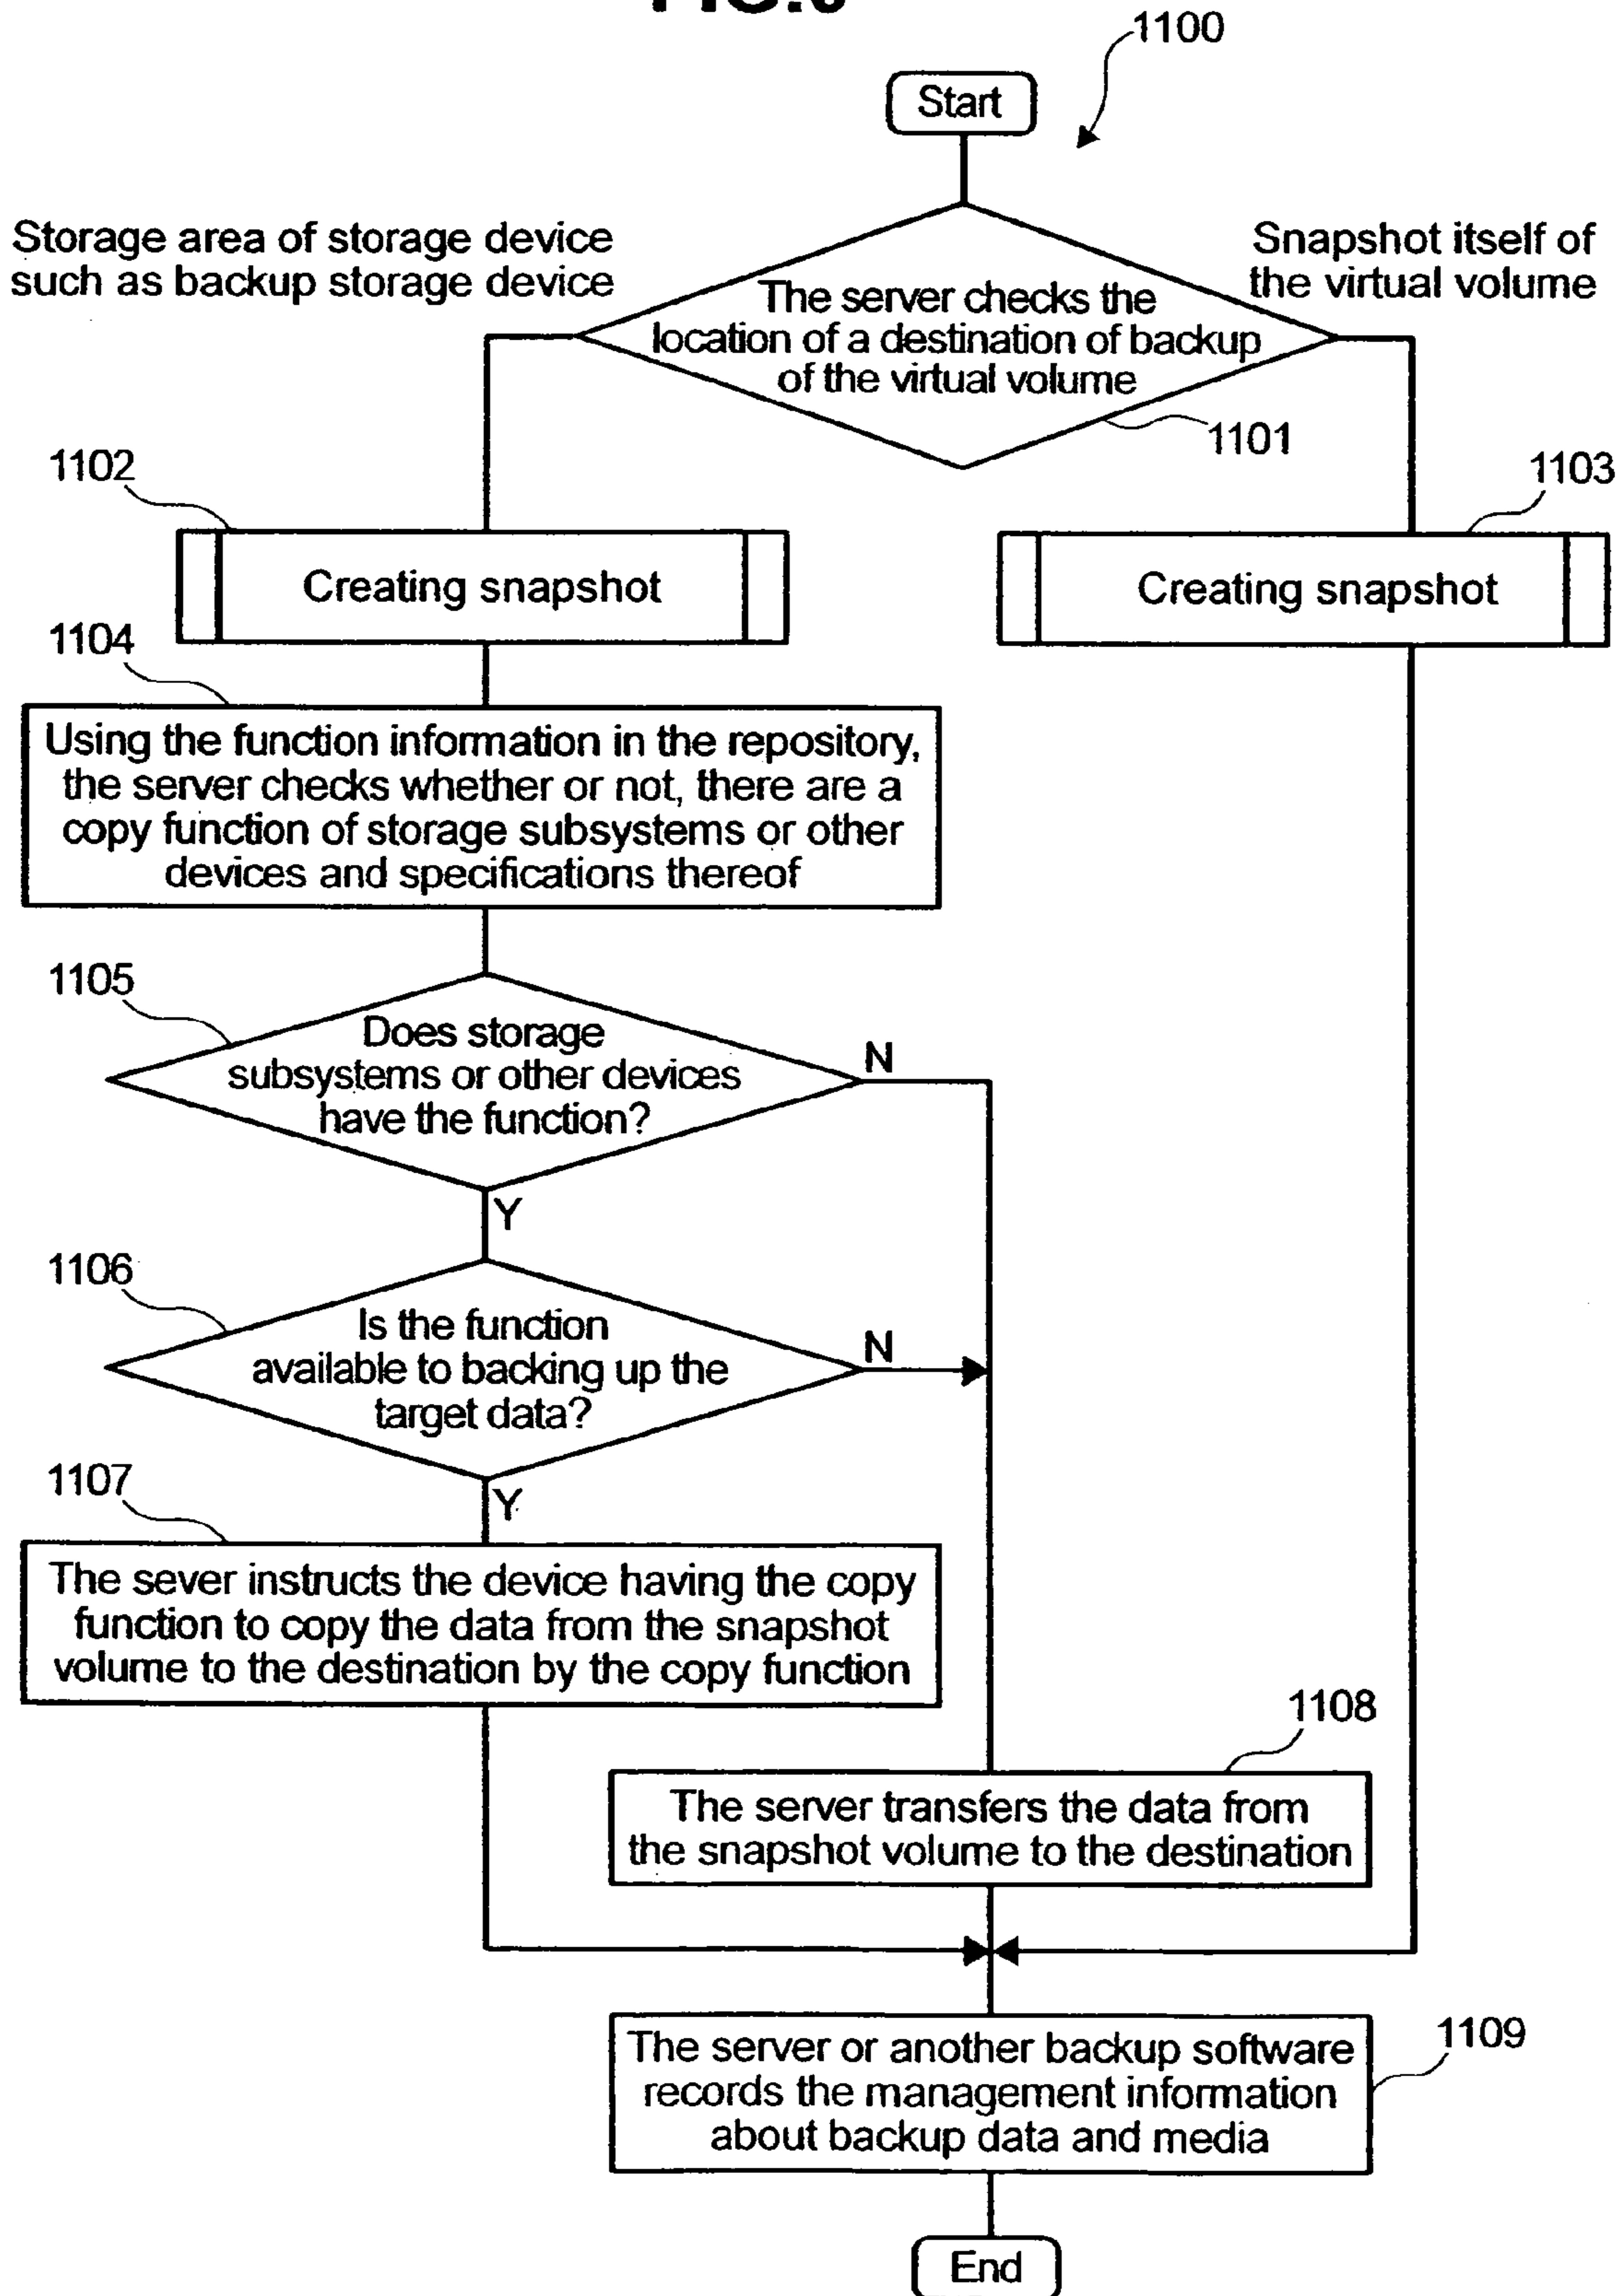 1100
Start
Storage area of storage device
such as backup storage device
Snapshot itself of
the virtual volume
The server checks the
location of a destination of backup
of the virtual volume
1101
1102
1103
Creating snapshot
Creating snapshot
1104
Using the function information in the repository,
the server checks whether or not, there are a
copy function of storage subsystems or other
devices and specifications thereof
1105
Does storage
subsystems or other devices
have the function?
N
Y
1106
Is the function
available to backing up the
target data?
N
Y
1107
The sever instructs the device having the copy
function to copy the data from the snapshot
volume to the destination by the copy function
1108
The server transfers the data from
the snapshot volume to the destination
The server or another backup software
records the management information
about backup data and media
1109
End